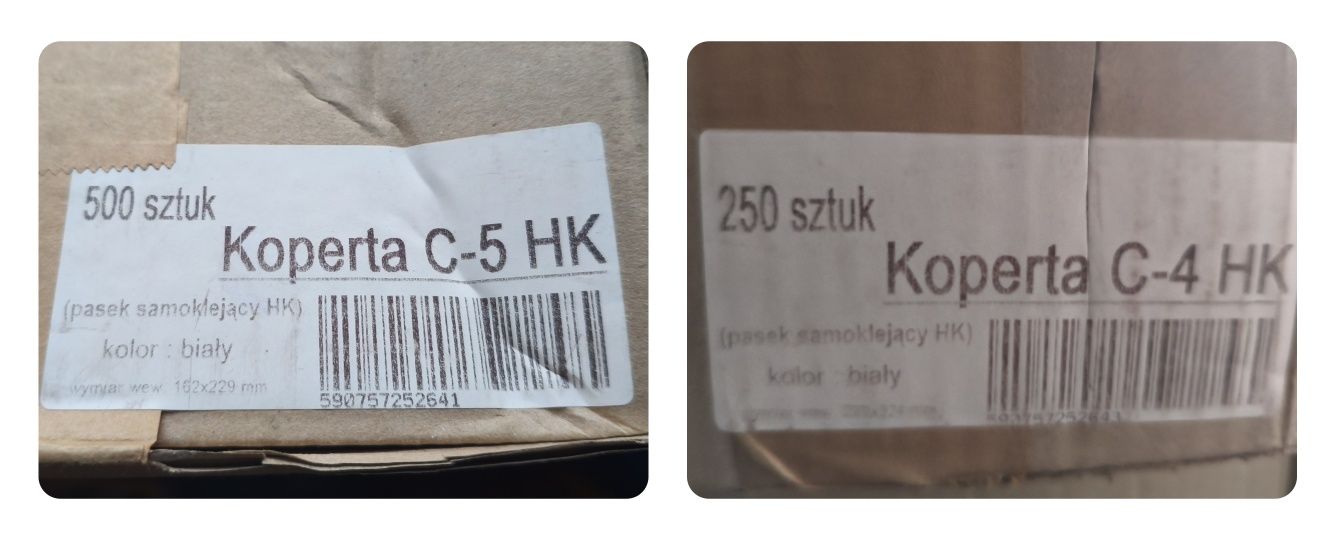 500 sztuk
Koperta C-5 HK
(pasek samoklejący HK)
kolor : biały
wymiar wew. 162x229 mm
590757252641
250 sztuk
Koperta C-4 HK
(pasek samoklejący HK)
kolor : biały